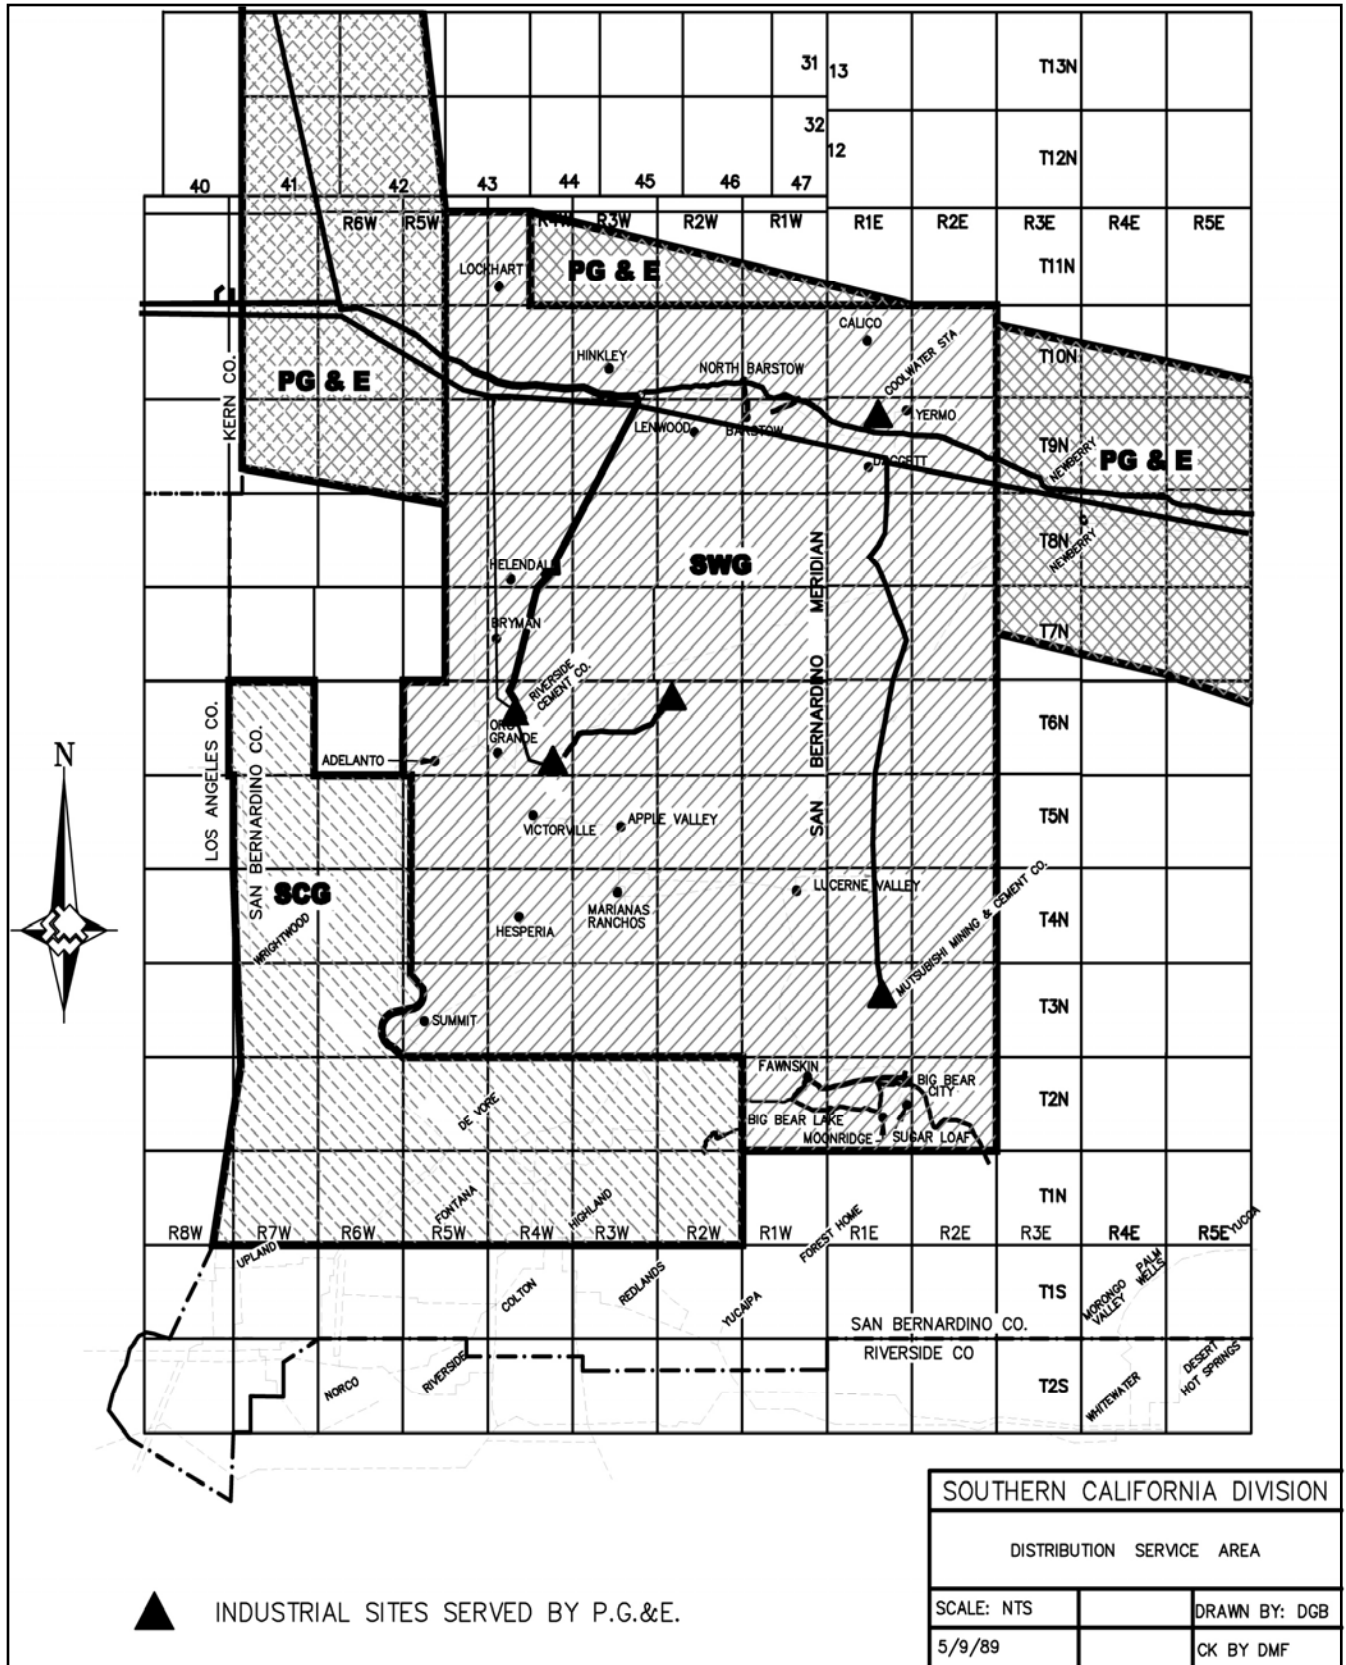 31 13
T13N
32
12
T12N
40 41 42 43 44 45 46 47
R6W R5W R4W R3W R2W R1W R1E R2E R3E R4E R5E
T11N
LOCKHART
PG & E
CALICO
COOLWATER STA
T10N
HINKLEY
NORTH BARSTOW
KERN CO.
PG & E
YERMO
LENWOOD
BARSTOW
T9N
NEWBERRY
PG & E
DAGGETT
T8N
NEWBERRY
SWG
HELENDALE
SAN BERNARDINO MERIDIAN
BRYMAN
T7N
RIVERSIDE
CEMENT CO.
ORO
GRANDE
T6N
N
ADELANTO
LOS ANGELES CO.
SAN BERNARDINO CO.
VICTORVILLE
APPLE VALLEY
T5N
SCG
WRIGHTWOOD
LUCERNE VALLEY
MARIANAS
RANCHOS
HESPERIA
T4N
MUTSUBISHI MINING & CEMENT CO.
SUMMIT
T3N
FAWNSKIN
BIG BEAR
CITY
DE VORE
BIG BEAR LAKE
MOONRIDGE
SUGAR LOAF
T2N
FONTANA
HIGHLAND
T1N
R8W R7W R6W R5W R4W R3W R2W R1W R1E R2E R3E R4E R5E
FOREST HOME
YUCCA
UPLAND
COLTON
REDLANDS
YUCAIPA
T1S
MORONGO
VALLEY
PALM
WELLS
SAN BERNARDINO CO.
RIVERSIDE CO
NORCO
RIVERSIDE
T2S
WHITEWATER
DESERT
HOT SPRINGS
SOUTHERN CALIFORNIA DIVISION
DISTRIBUTION SERVICE AREA
SCALE: NTS
DRAWN BY: DGB
5/9/89
CK BY DMF
INDUSTRIAL SITES SERVED BY P.G.&E.